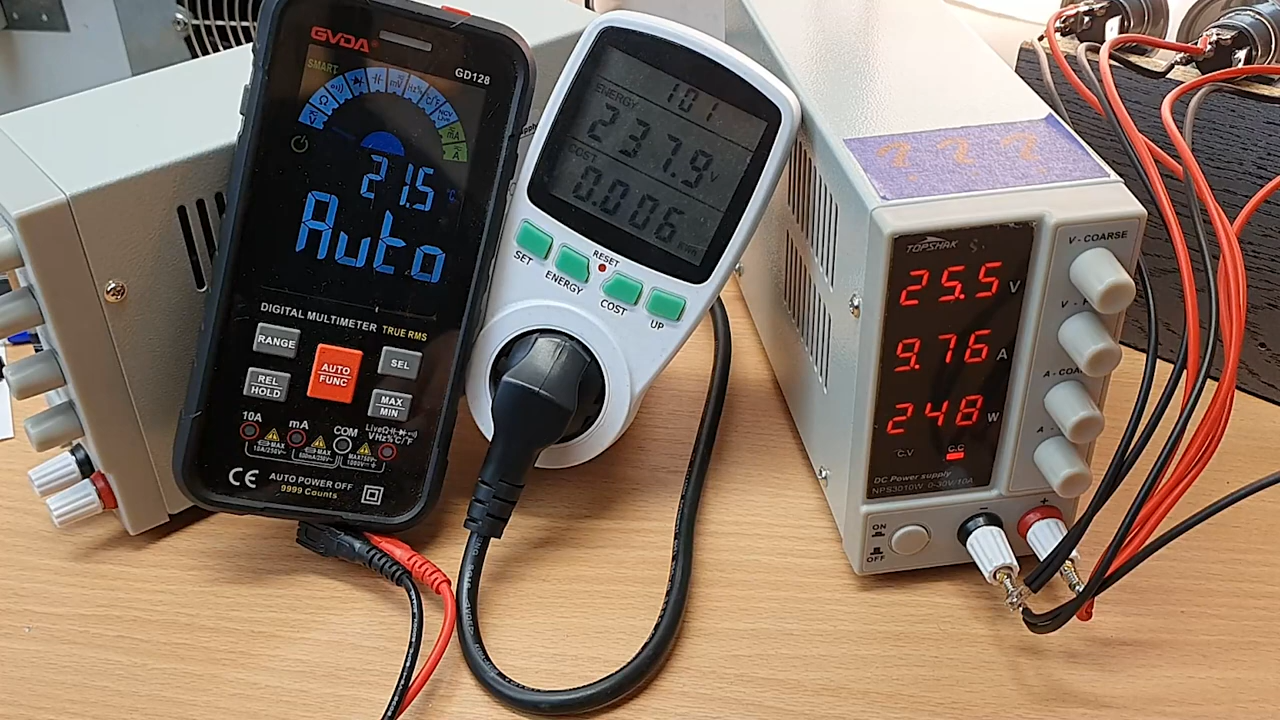 GVDA
SMART
GD128
21.5 °C
Auto
DIGITAL MULTIMETER TRUE RMS
RANGE
AUTO FUNC
SEL
REL HOLD
MAX MIN
10A
mA
COM
CE
AUTO POWER OFF
9999 Counts
101
ENERGY
237.9 V
COST
0.006
SET
ENERGY
RESET
COST
UP
? ? ?
TOPSHAK
25.5 V
9.76 A
248 W
C.V
C.C
DC Power supply
NPS3010W 0-30V/10A
V - COARSE
ON
OFF